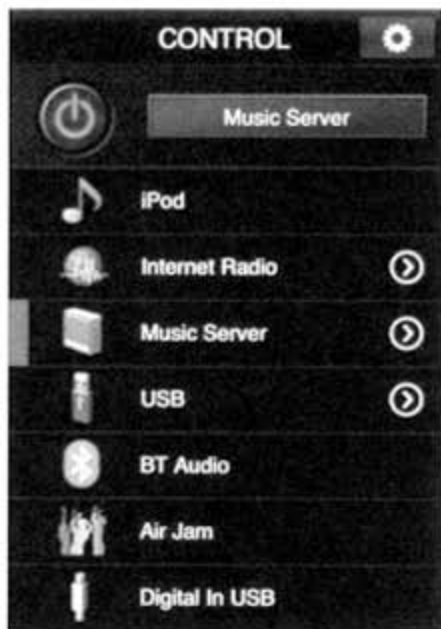 CONTROL
Music Server
iPod
Internet Radio
Music Server
USB
BT Audio
Air Jam
Digital In USB